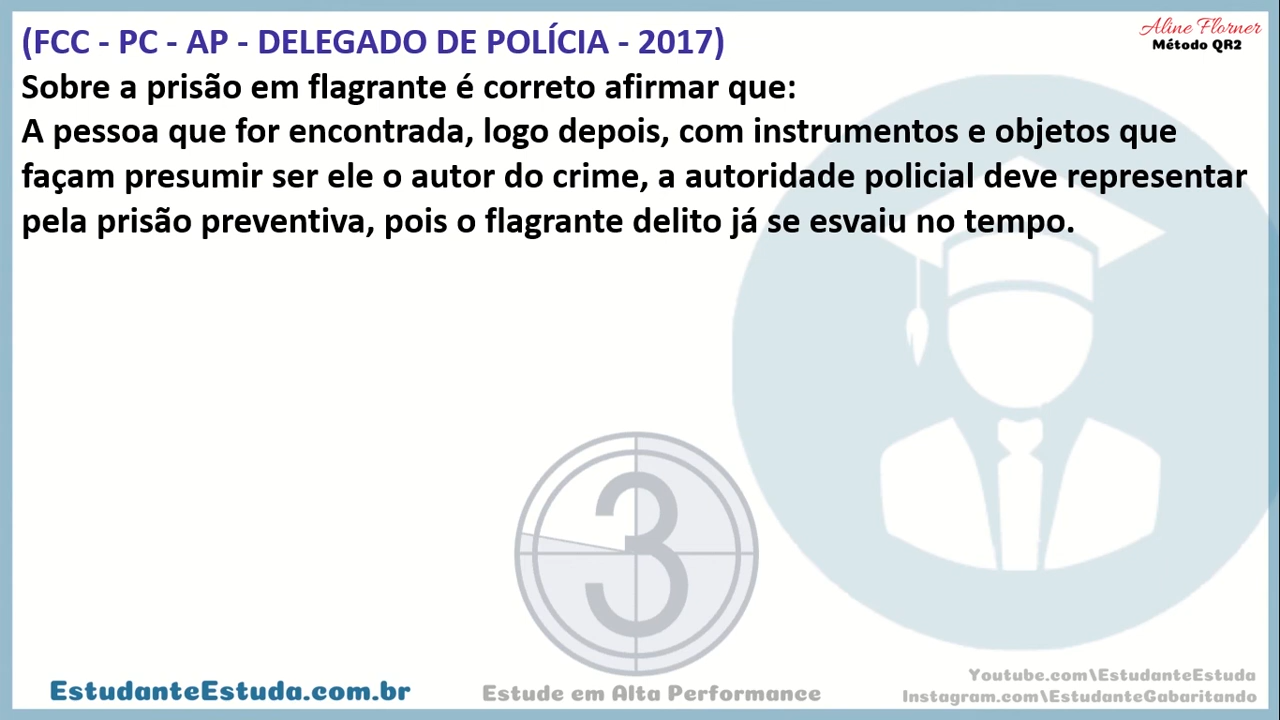 (FCC - PC - AP - DELEGADO DE POLÍCIA - 2017)
Aline Florner
Método QR2
Sobre a prisão em flagrante é correto afirmar que:
A pessoa que for encontrada, logo depois, com instrumentos e objetos que
façam presumir ser ele o autor do crime, a autoridade policial deve representar
pela prisão preventiva, pois o flagrante delito já se esvaiu no tempo.
3
EstudanteEstuda.com.br
Estude em Alta Performance
Youtube.com\EstudanteEstuda
Instagram.com\EstudanteGabaritando